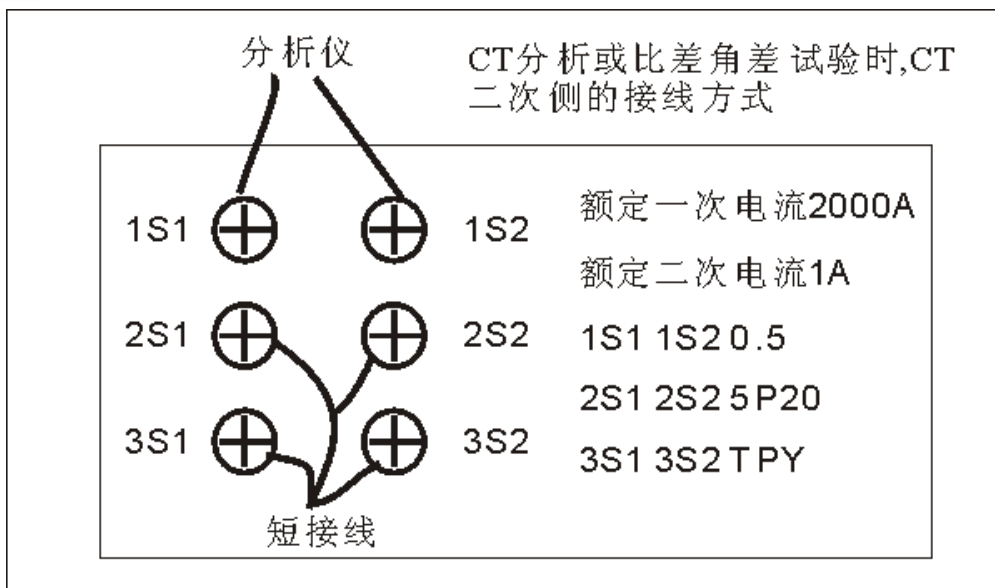 分析仪
CT分析或比差角差试验时,CT
二次侧的接线方式
1S1
1S2
额定一次电流2000A
额定二次电流1A
2S1
2S2
1S1 1S2 0.5
2S1 2S2 5P20
3S1
3S2
3S1 3S2 TPY
短接线